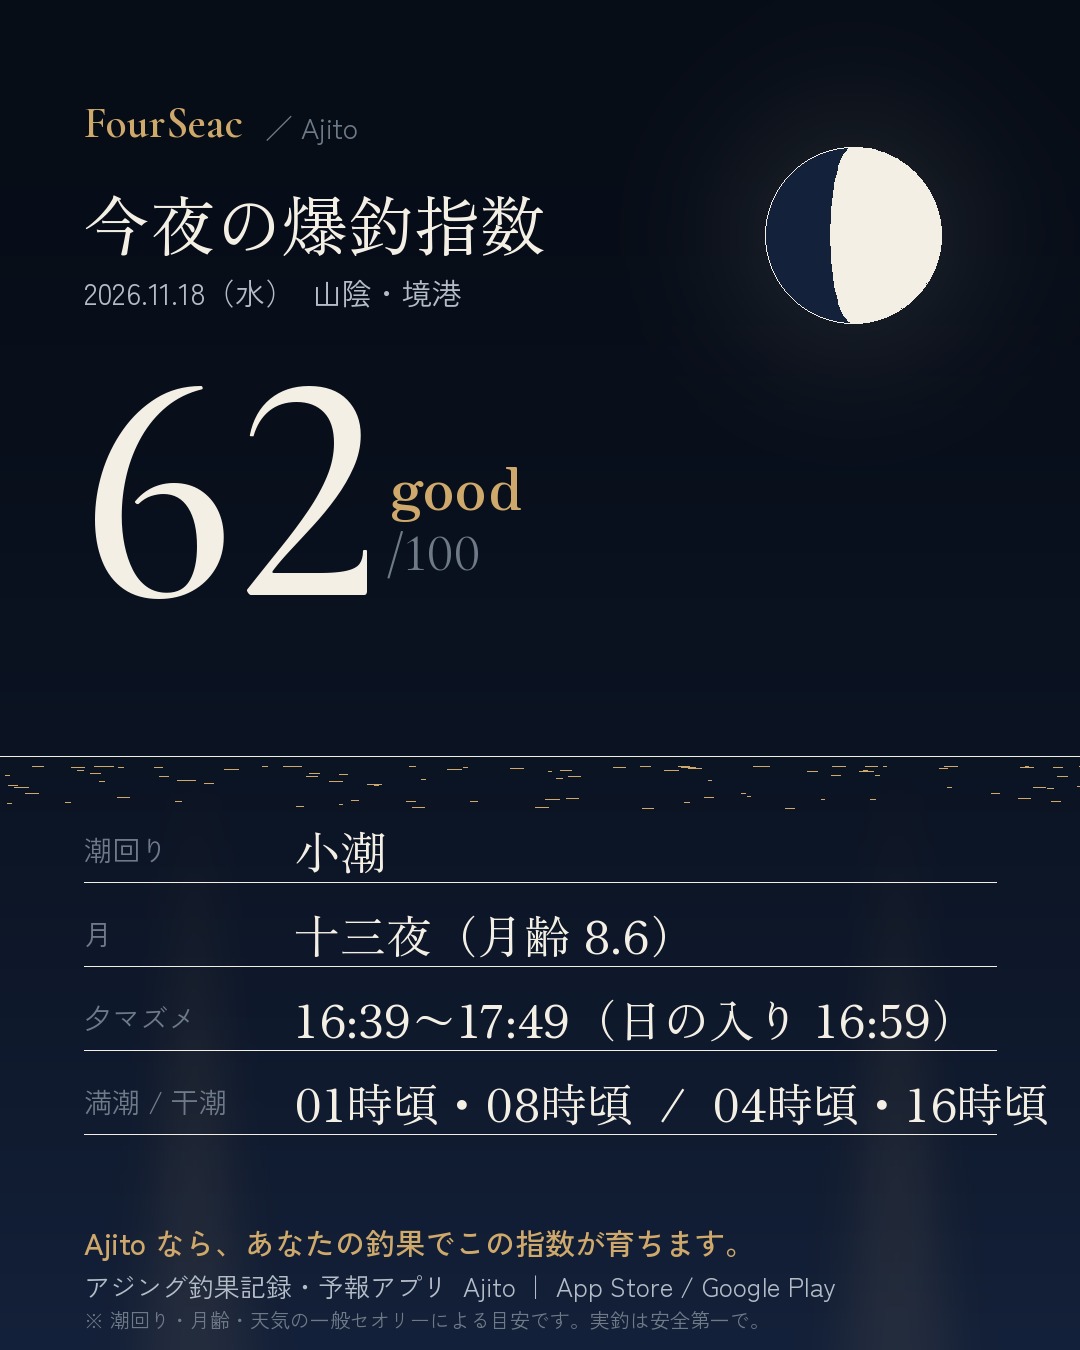 FourSeac ／ Ajito
今夜の爆釣指数
2026.11.18（水） 山陰・境港
62 good
/100
潮回り 小潮
月 十三夜（月齢 8.6）
夕マズメ 16:39〜17:49（日の入り 16:59）
満潮 / 干潮 01時頃・08時頃 ／ 04時頃・16時頃
Ajito なら、あなたの釣果でこの指数が育ちます。
アジング釣果記録・予報アプリ Ajito ｜ App Store / Google Play
※ 潮回り・月齢・天気の一般セオリーによる目安です。実釣は安全第一で。